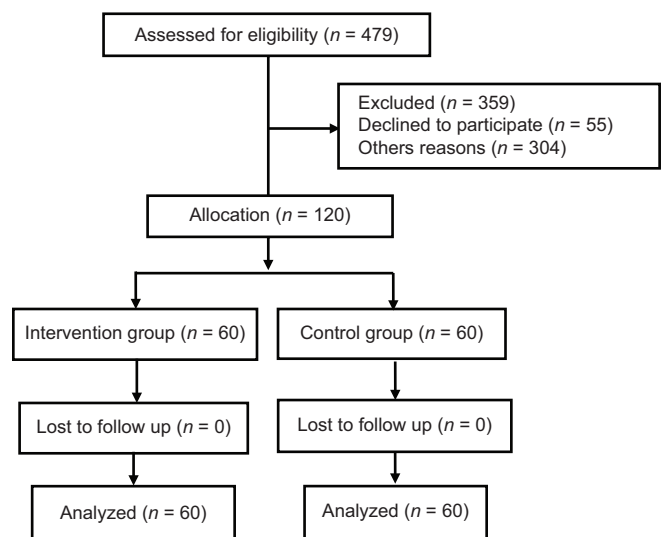 Assessed for eligibility (n = 479)
Excluded (n = 359)
Declined to participate (n = 55)
Others reasons (n = 304)
Allocation (n = 120)
Intervention group (n = 60)
Control group (n = 60)
Lost to follow up (n = 0)
Lost to follow up (n = 0)
Analyzed (n = 60)
Analyzed (n = 60)